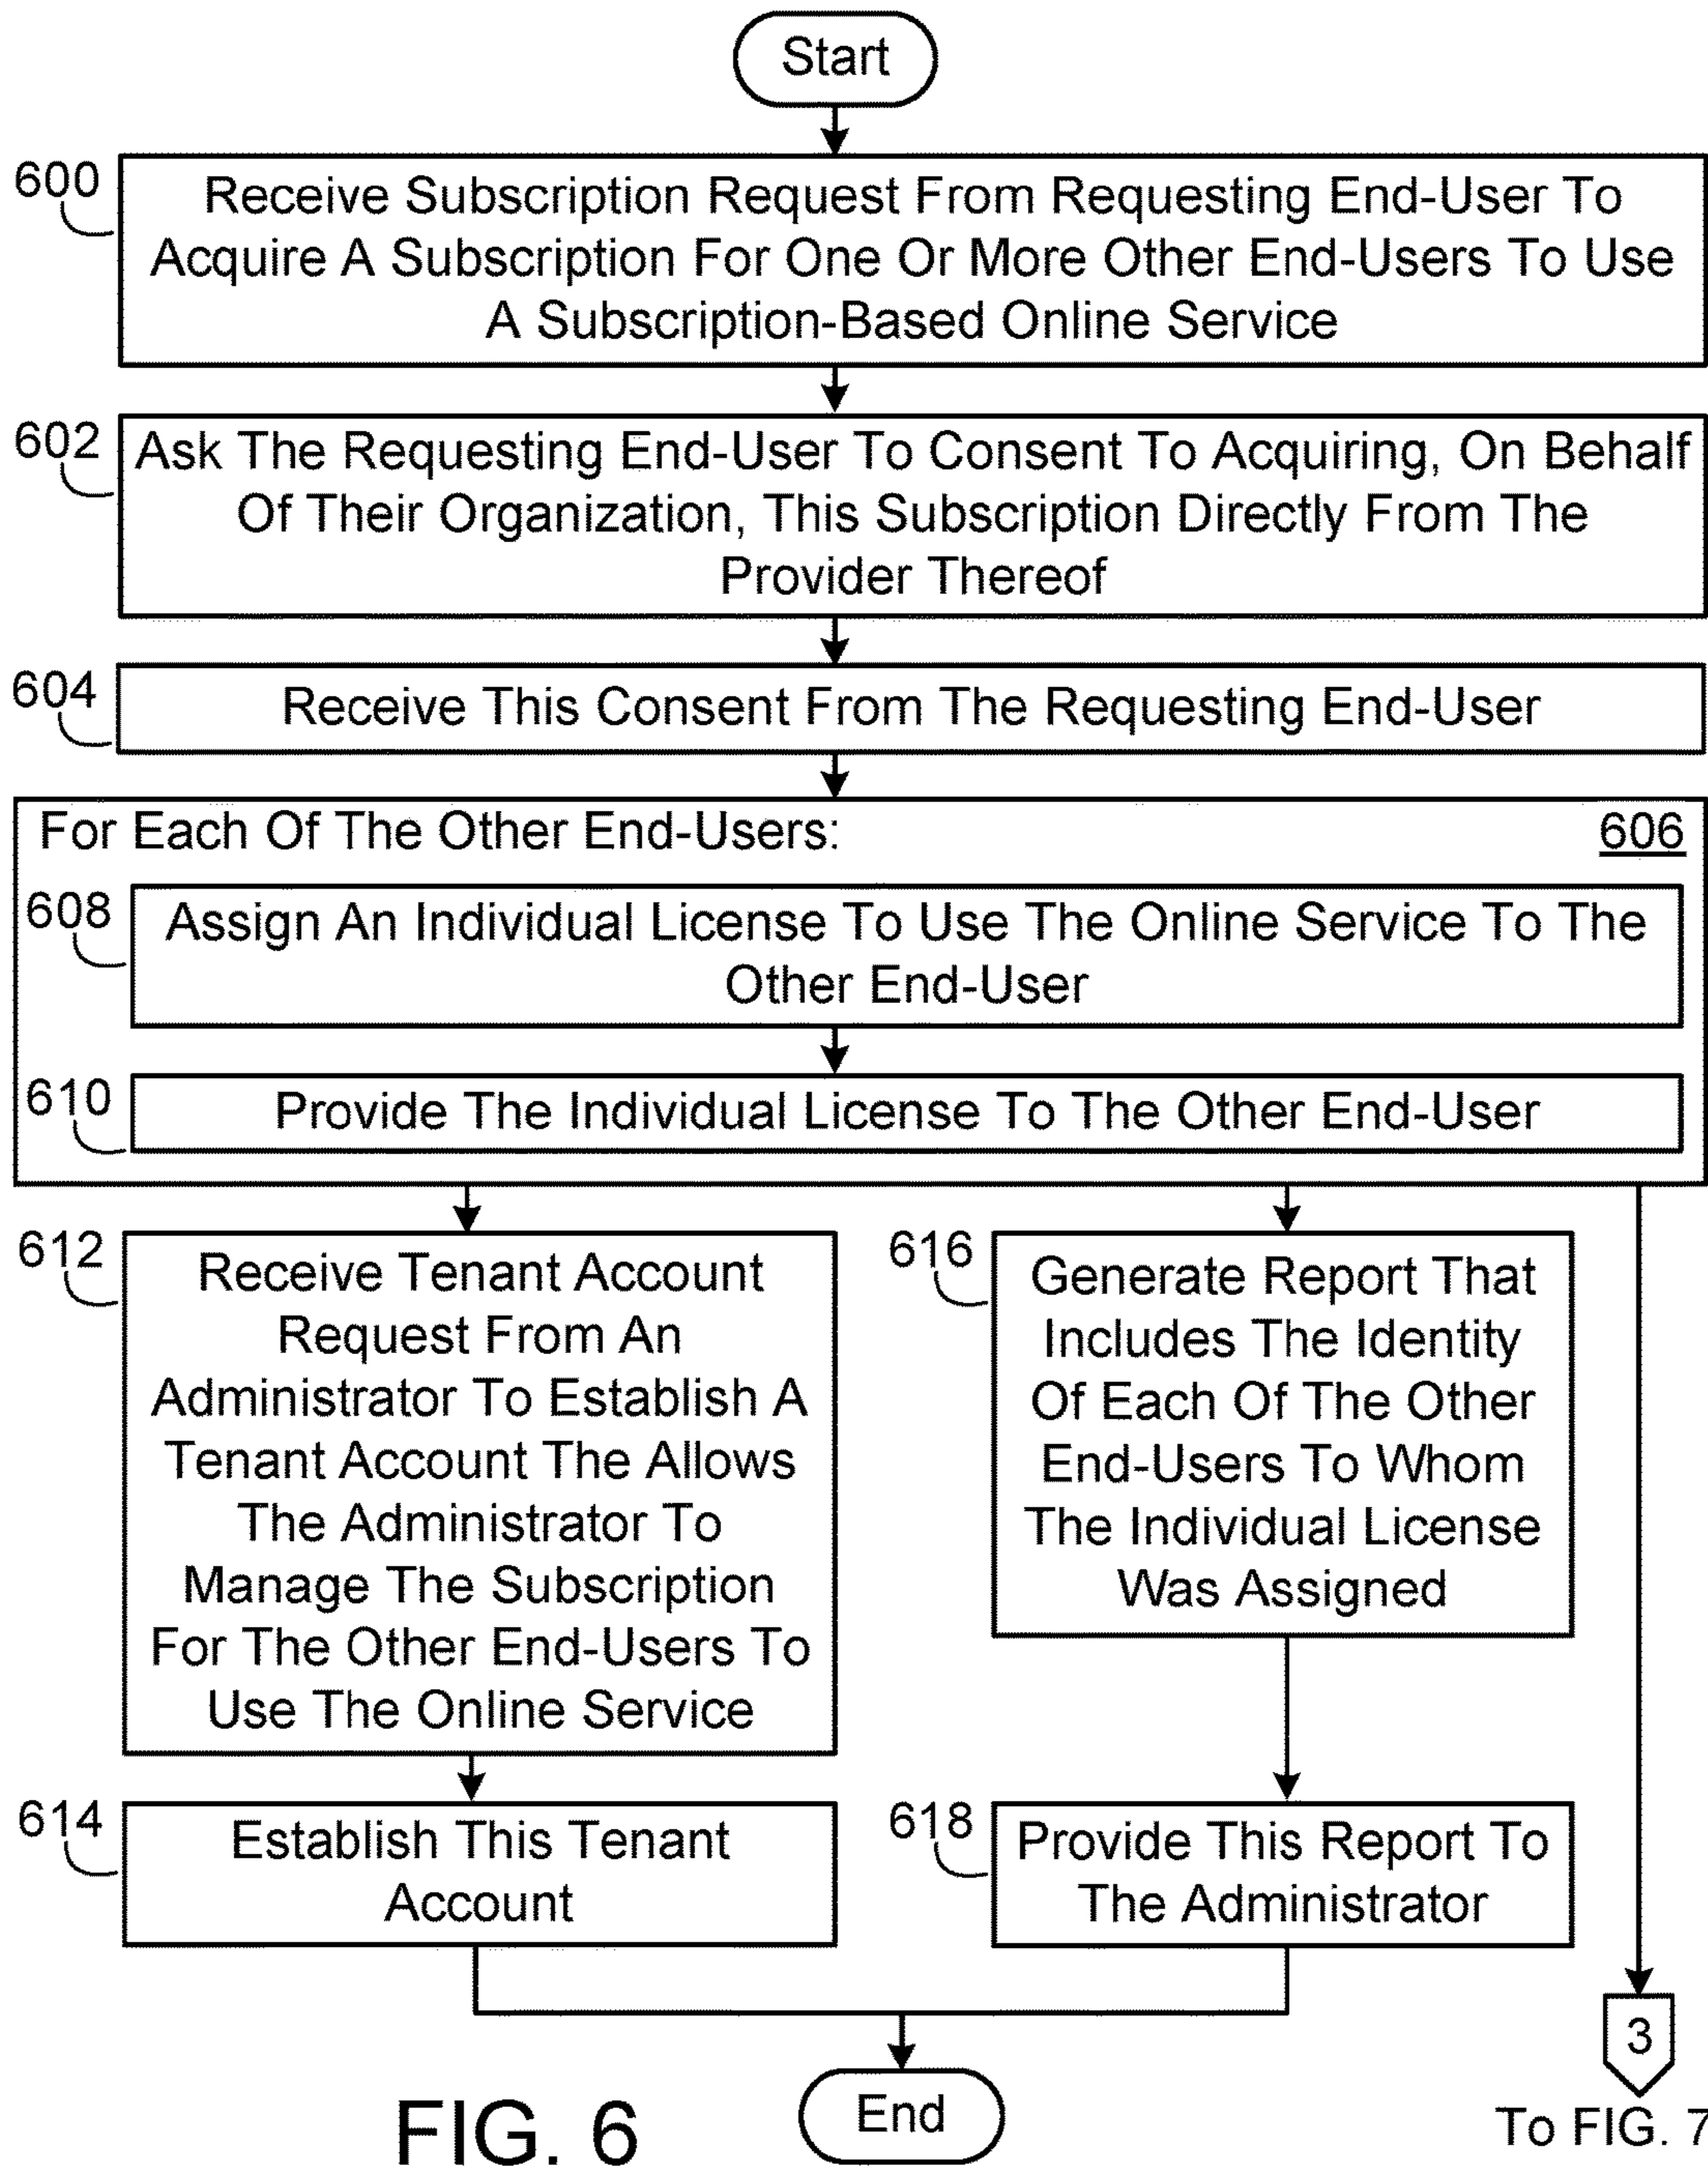 Start
600
Receive Subscription Request From Requesting End-User To
Acquire A Subscription For One Or More Other End-Users To Use
A Subscription-Based Online Service
602
Ask The Requesting End-User To Consent To Acquiring, On Behalf
Of Their Organization, This Subscription Directly From The
Provider Thereof
604
Receive This Consent From The Requesting End-User
For Each Of The Other End-Users:
606
608
Assign An Individual License To Use The Online Service To The
Other End-User
610
Provide The Individual License To The Other End-User
612
Receive Tenant Account
Request From An
Administrator To Establish A
Tenant Account The Allows
The Administrator To
Manage The Subscription
For The Other End-Users To
Use The Online Service
616
Generate Report That
Includes The Identity
Of Each Of The Other
End-Users To Whom
The Individual License
Was Assigned
614
Establish This Tenant
Account
618
Provide This Report To
The Administrator
3
To FIG. 7
End
FIG. 6